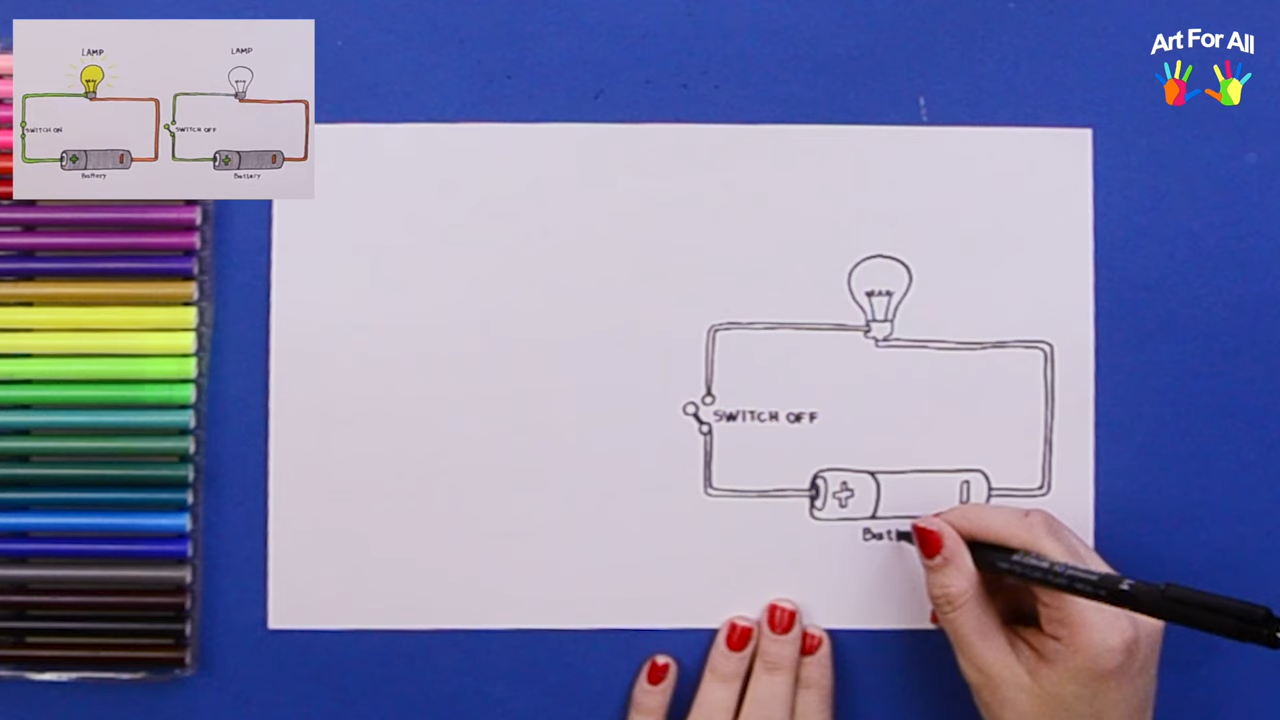 Art For All
LAMP
LAMP
SWITCH ON
SWITCH OFF
Battery
Battery
SWITCH OFF
Bat